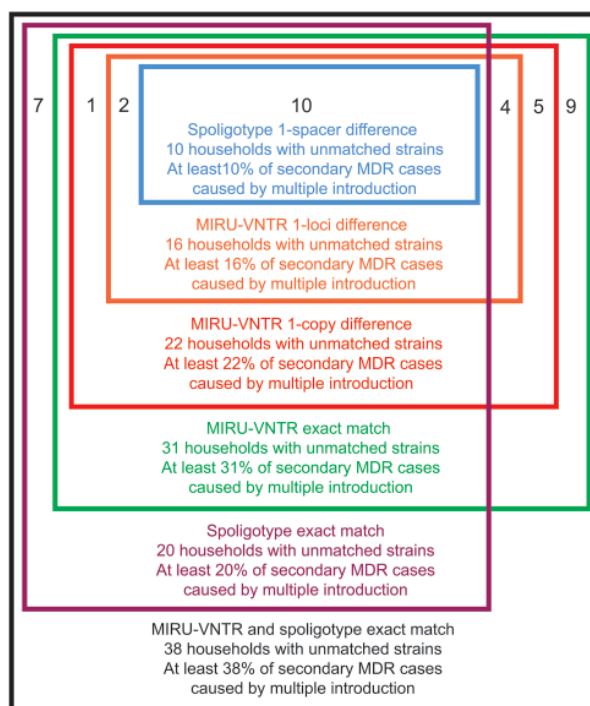 7 1 2 10 4 5 9
Spoligotype 1-spacer difference
10 households with unmatched strains
At least10% of secondary MDR cases
caused by multiple introduction
MIRU-VNTR 1-loci difference
16 households with unmatched strains
At least 16% of secondary MDR cases
caused by multiple introduction
MIRU-VNTR 1-copy difference
22 households with unmatched strains
At least 22% of secondary MDR cases
caused by multiple introduction
MIRU-VNTR exact match
31 households with unmatched strains
At least 31% of secondary MDR cases
caused by multiple introduction
Spoligotype exact match
20 households with unmatched strains
At least 20% of secondary MDR cases
caused by multiple introduction
MIRU-VNTR and spoligotype exact match
38 households with unmatched strains
At least 38% of secondary MDR cases
caused by multiple introduction